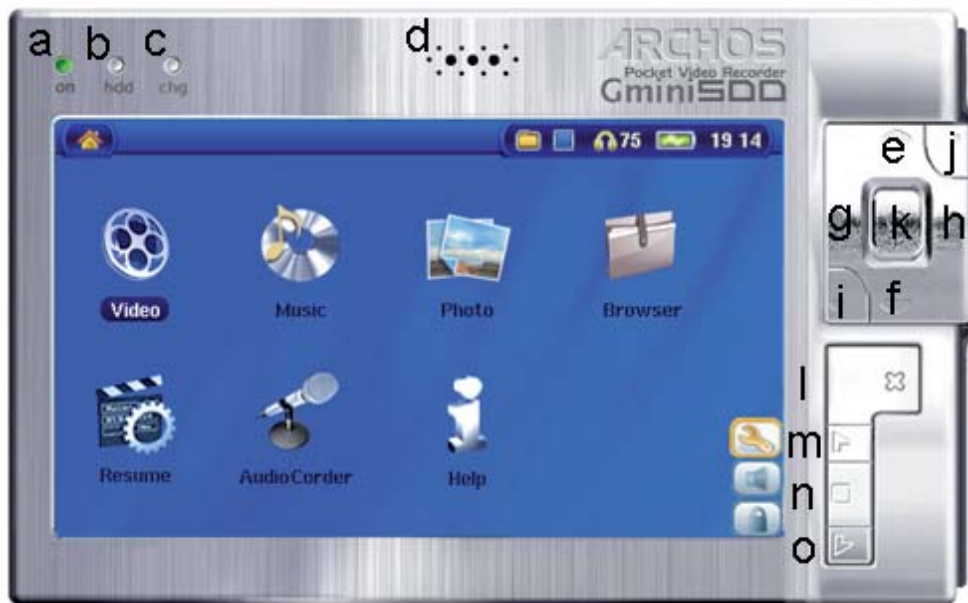 a b c d
on hdd chg
ARCHOS
Pocket Video Recorder
Gmini500
75 19 14
e j
g k h
i f
Video Music Photo Browser
l
m
n
o
Resume AudioCorder Help